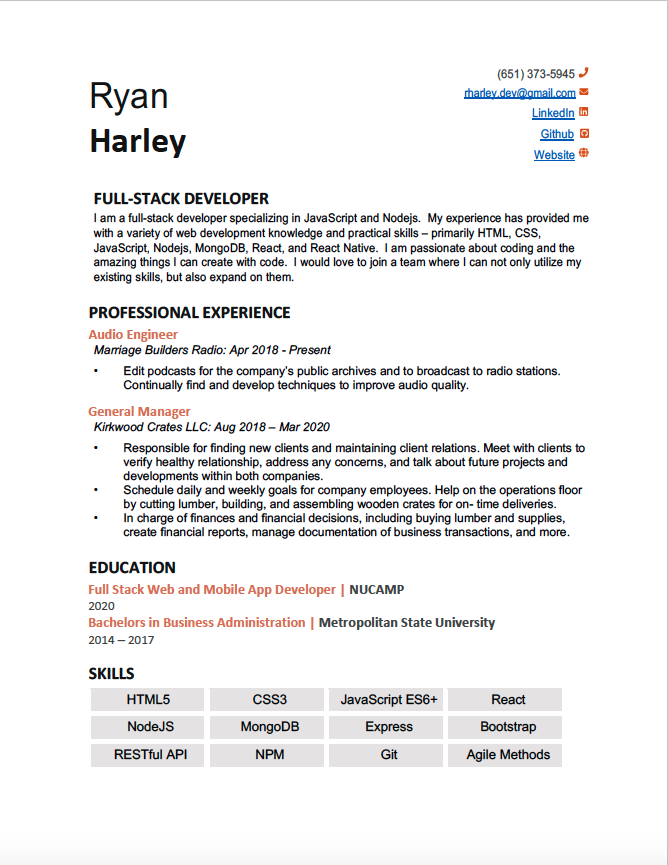 Ryan
Harley
(651) 373-5945
rharley.dev@gmail.com
LinkedIn
Github
Website
FULL-STACK DEVELOPER
I am a full-stack developer specializing in JavaScript and Nodejs.  My experience has provided me
with a variety of web development knowledge and practical skills – primarily HTML, CSS,
JavaScript, Nodejs, MongoDB, React, and React Native.  I am passionate about coding and the
amazing things I can create with code.  I would love to join a team where I can not only utilize my
existing skills, but also expand on them.
PROFESSIONAL EXPERIENCE
Audio Engineer
Marriage Builders Radio: Apr 2018 - Present
• Edit podcasts for the company's public archives and to broadcast to radio stations.
Continually find and develop techniques to improve audio quality.
General Manager
Kirkwood Crates LLC: Aug 2018 – Mar 2020
• Responsible for finding new clients and maintaining client relations. Meet with clients to
verify healthy relationship, address any concerns, and talk about future projects and
developments within both companies.
• Schedule daily and weekly goals for company employees. Help on the operations floor
by cutting lumber, building, and assembling wooden crates for on- time deliveries.
• In charge of finances and financial decisions, including buying lumber and supplies,
create financial reports, manage documentation of business transactions, and more.
EDUCATION
Full Stack Web and Mobile App Developer | NUCAMP
2020
Bachelors in Business Administration | Metropolitan State University
2014 – 2017
SKILLS
HTML5 CSS3 JavaScript ES6+ React
NodeJS MongoDB Express Bootstrap
RESTful API NPM Git Agile Methods